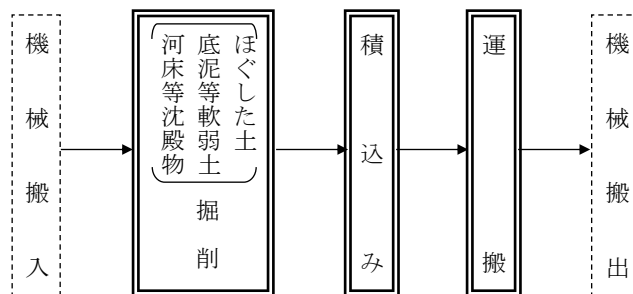 機械搬入
ほぐした土
底泥等軟弱土
河床等沈殿物
掘削
積込み
運搬
機械搬出